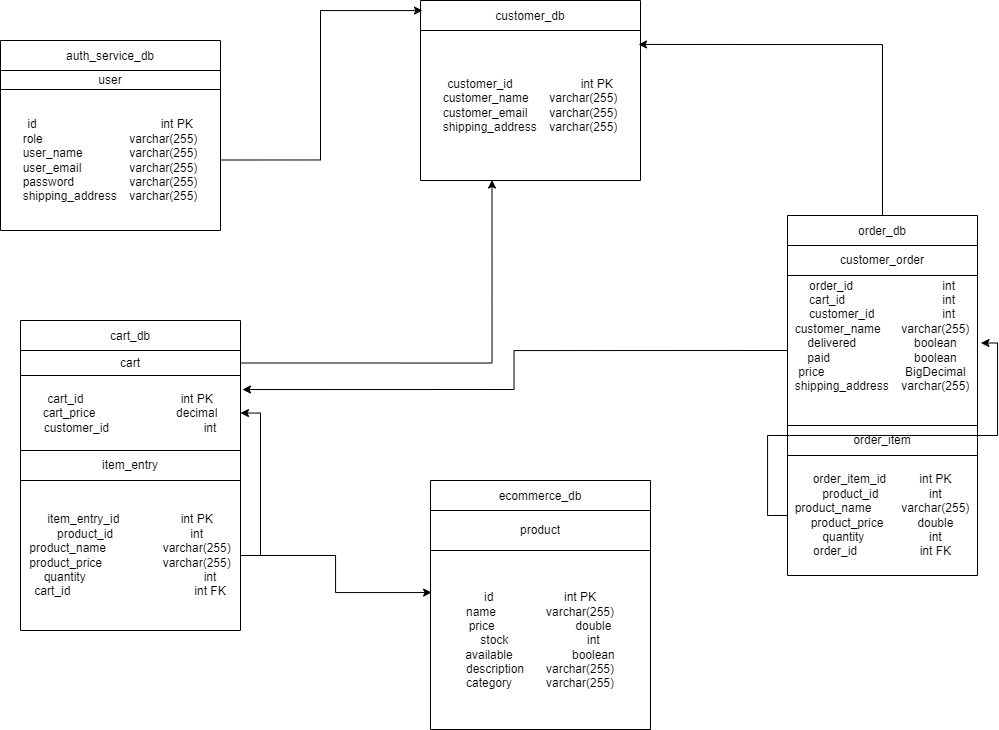 customer_db
customer_id int PK
customer_name varchar(255)
customer_email varchar(255)
shipping_address varchar(255)
auth_service_db
user
id int PK
role varchar(255)
user_name varchar(255)
user_email varchar(255)
password varchar(255)
shipping_address varchar(255)
order_db
customer_order
order_id int
cart_id int
customer_id int
customer_name varchar(255)
delivered boolean
paid boolean
price BigDecimal
shipping_address varchar(255)
order_item
order_item_id int PK
product_id int
product_name varchar(255)
product_price double
quantity int
order_id int FK
cart_db
cart
cart_id int PK
cart_price decimal
customer_id int
item_entry
item_entry_id int PK
product_id int
product_name varchar(255)
product_price varchar(255)
quantity int
cart_id int FK
ecommerce_db
product
id int PK
name varchar(255)
price double
stock int
available boolean
description varchar(255)
category varchar(255)